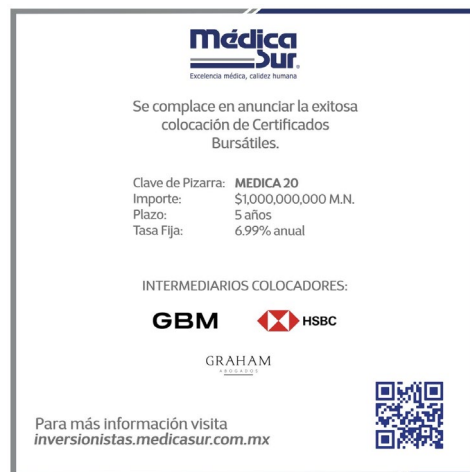 médica
Sur®
Excelencia médica, calidez humana
Se complace en anunciar la exitosa
colocación de Certificados
Bursátiles.
Clave de Pizarra: MEDICA 20
Importe: $1,000,000,000 M.N.
Plazo: 5 años
Tasa Fija: 6.99% anual
INTERMEDIARIOS COLOCADORES:
GBM HSBC
GRAHAM
ABOGADOS
Para más información visita
inversionistas.medicasur.com.mx